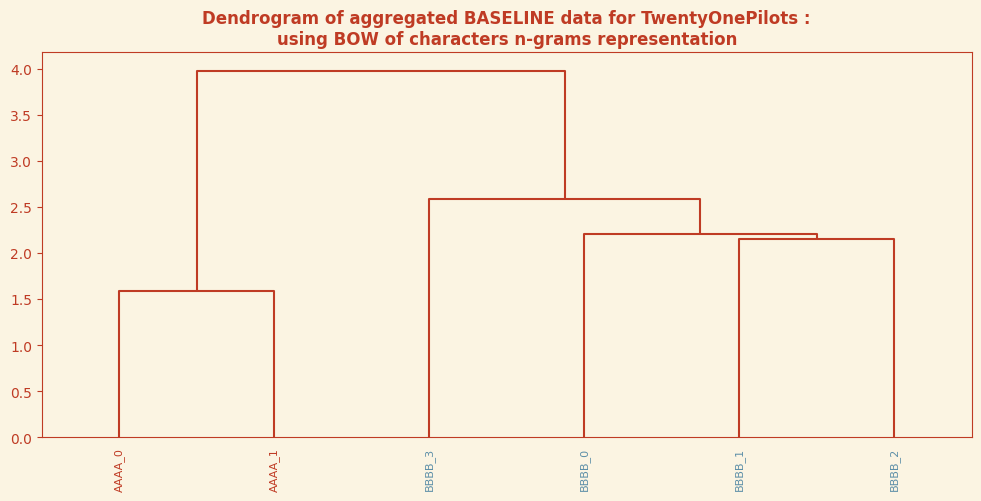 Dendrogram of aggregated BASELINE data for TwentyOnePilots :
using BOW of characters n-grams representation
4.0
3.5
3.0
2.5
2.0
1.5
1.0
0.5
0.0
AAAA_0
AAAA_1
BBBB_3
BBBB_0
BBBB_1
BBBB_2